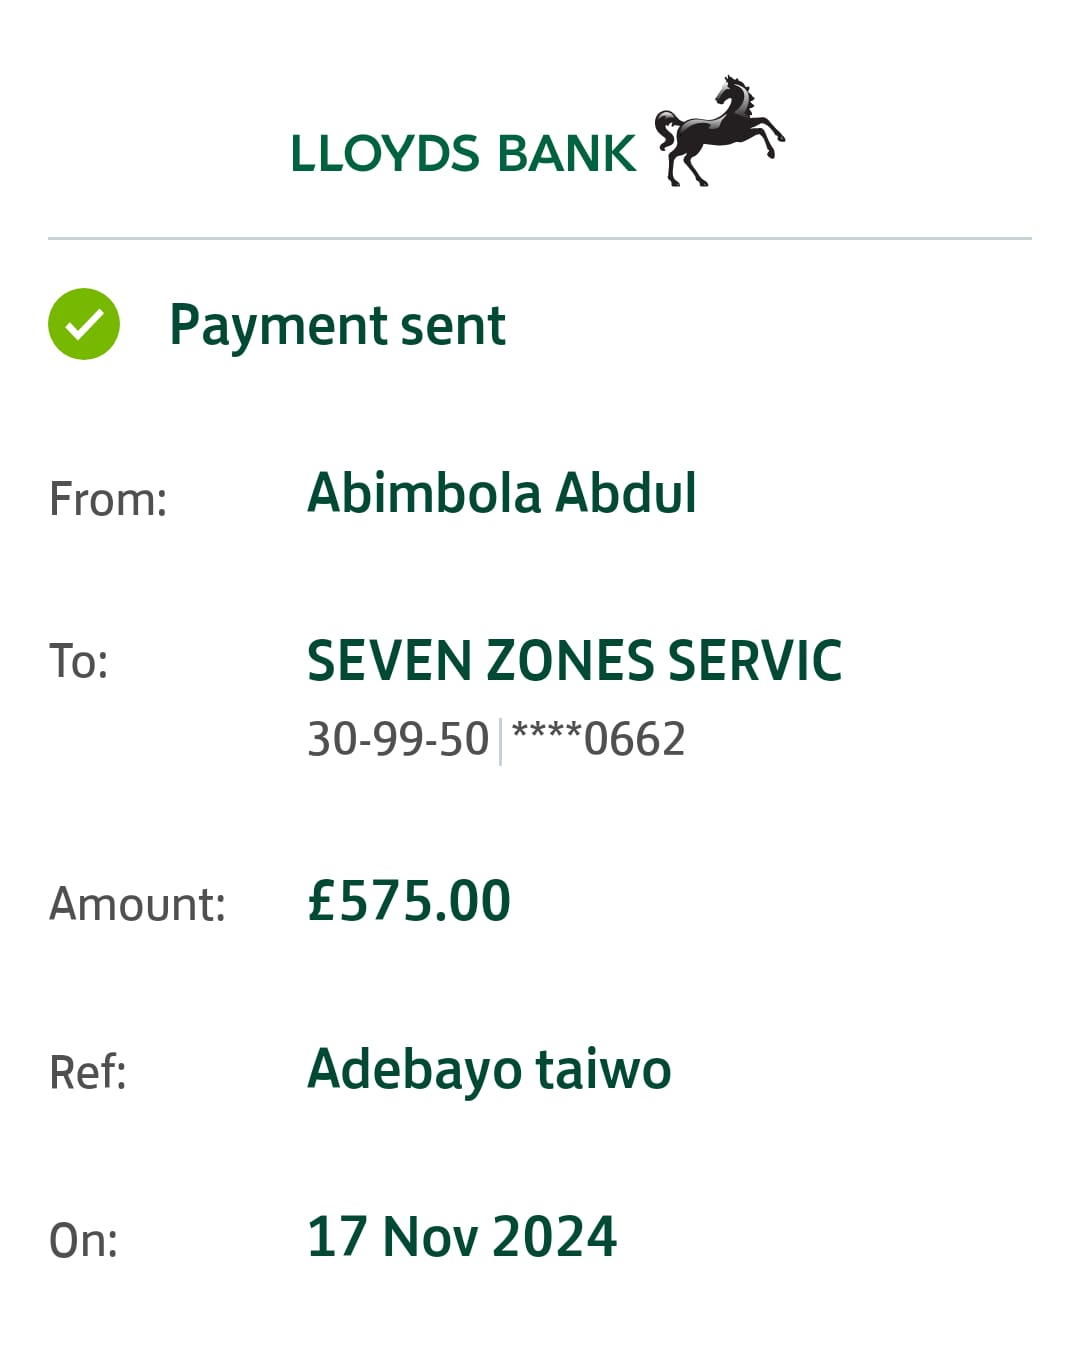 LLOYDS BANK
Payment sent
From: Abimbola Abdul
To: SEVEN ZONES SERVIC
30-99-50 | ****0662
Amount: £575.00
Ref: Adebayo taiwo
On: 17 Nov 2024